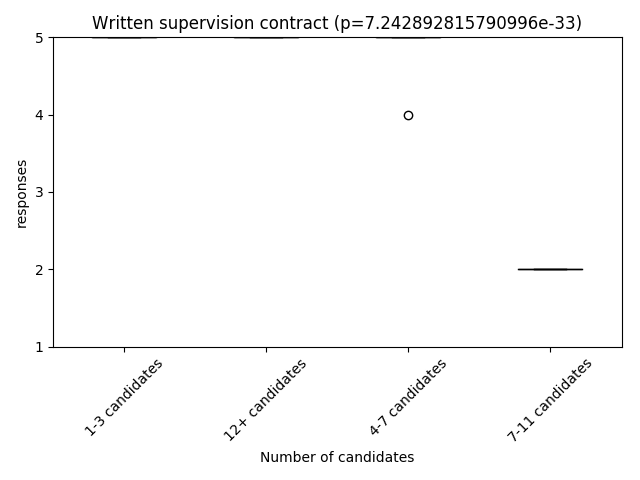 Written supervision contract (p=7.242892815790996e-33)
5
4
3
2
1
responses
1-3 candidates
12+ candidates
4-7 candidates
7-11 candidates
Number of candidates